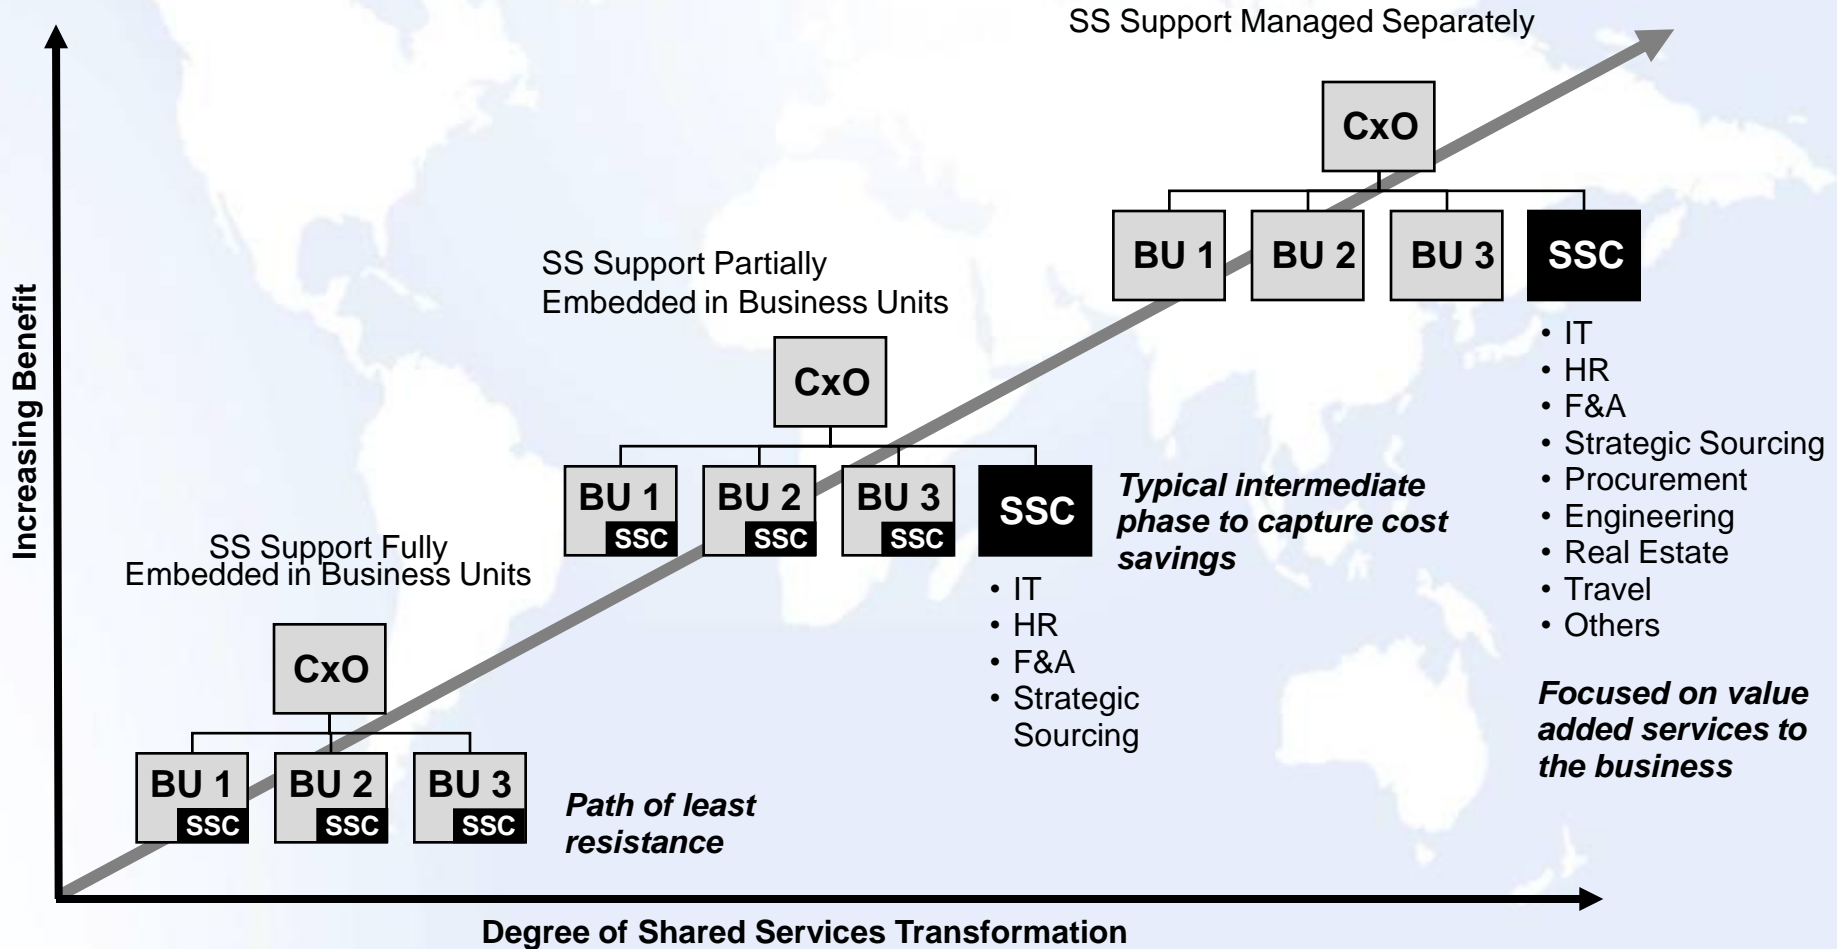 SS Support Managed Separately
CxO
BU 1
BU 2
BU 3
SSC
• IT
• HR
• F&A
• Strategic Sourcing
• Procurement
• Engineering
• Real Estate
• Travel
• Others
Focused on value
added services to
the business
SS Support Partially
Embedded in Business Units
CxO
BU 1
SSC
BU 2
SSC
BU 3
SSC
SSC
• IT
• HR
• F&A
• Strategic
Sourcing
Typical intermediate
phase to capture cost
savings
SS Support Fully
Embedded in Business Units
CxO
BU 1
SSC
BU 2
SSC
BU 3
SSC
Path of least
resistance
Increasing Benefit
Degree of Shared Services Transformation